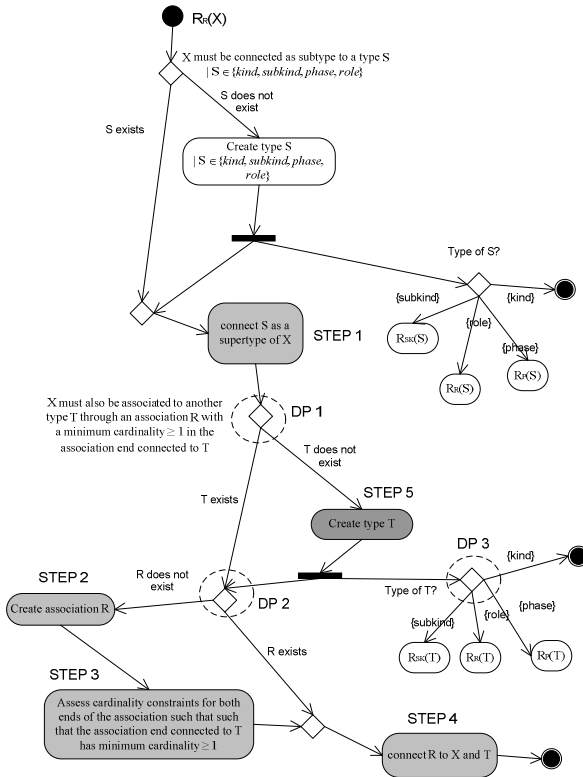 RR(X)
X must be connected as subtype to a type S
| S ∈ {kind, subkind, phase, role}
S does not
exist
S exists
Create type S
| S ∈ {kind, subkind, phase,
role}
Type of S?
{subkind}
{kind}
{role}
{phase}
RSK(S)
RR(S)
RP(S)
connect S as a
supertype of X
STEP 1
X must also be associated to another
type T through an association R with
a minimum cardinality ≥ 1 in the
association end connected to T
DP 1
T does not
exist
T exists
STEP 5
Create type T
DP 3
{kind}
STEP 2
R does not
exist
DP 2
Type of T?
{subkind}
{role}
{phase}
Create association R
RSK(T)
RR(T)
RP(T)
R exists
STEP 3
Assess cardinality constraints for both
ends of the association such that such
that the association end connected to T
has minimum cardinality ≥ 1
STEP 4
connect R to X and T